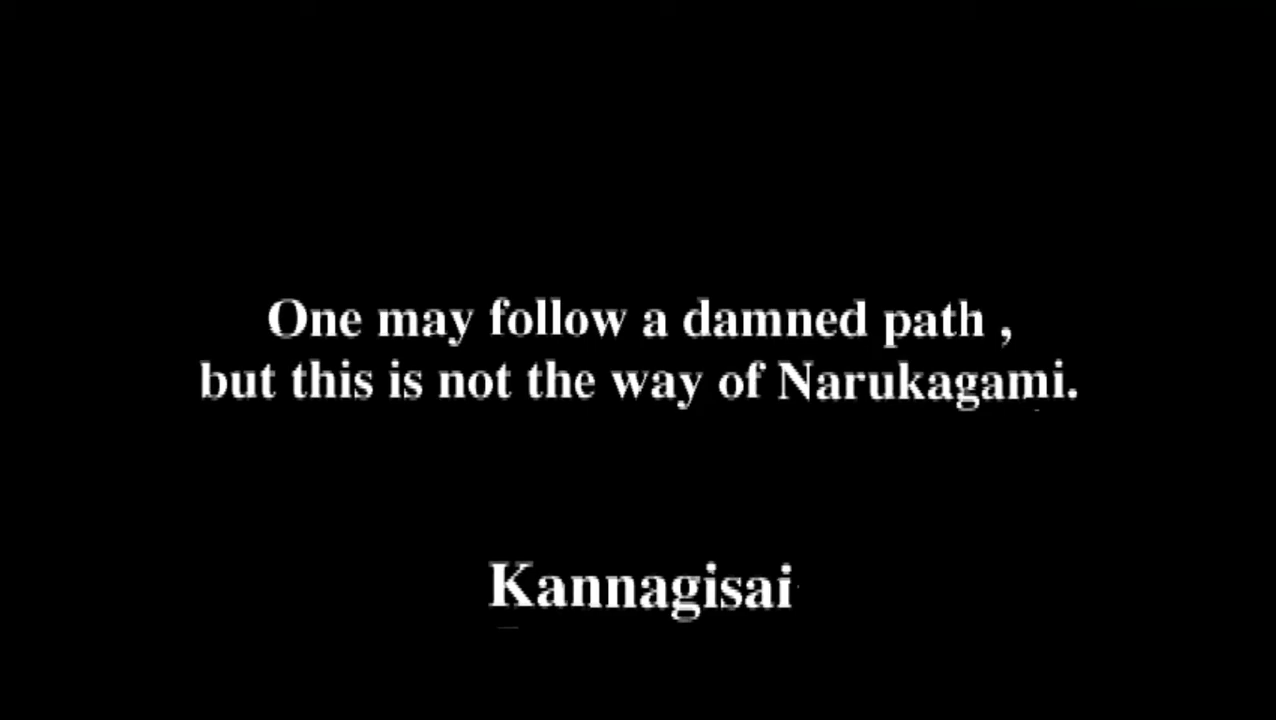 One may follow a damned path ,
but this is not the way of Narukagami.
Kannagisai